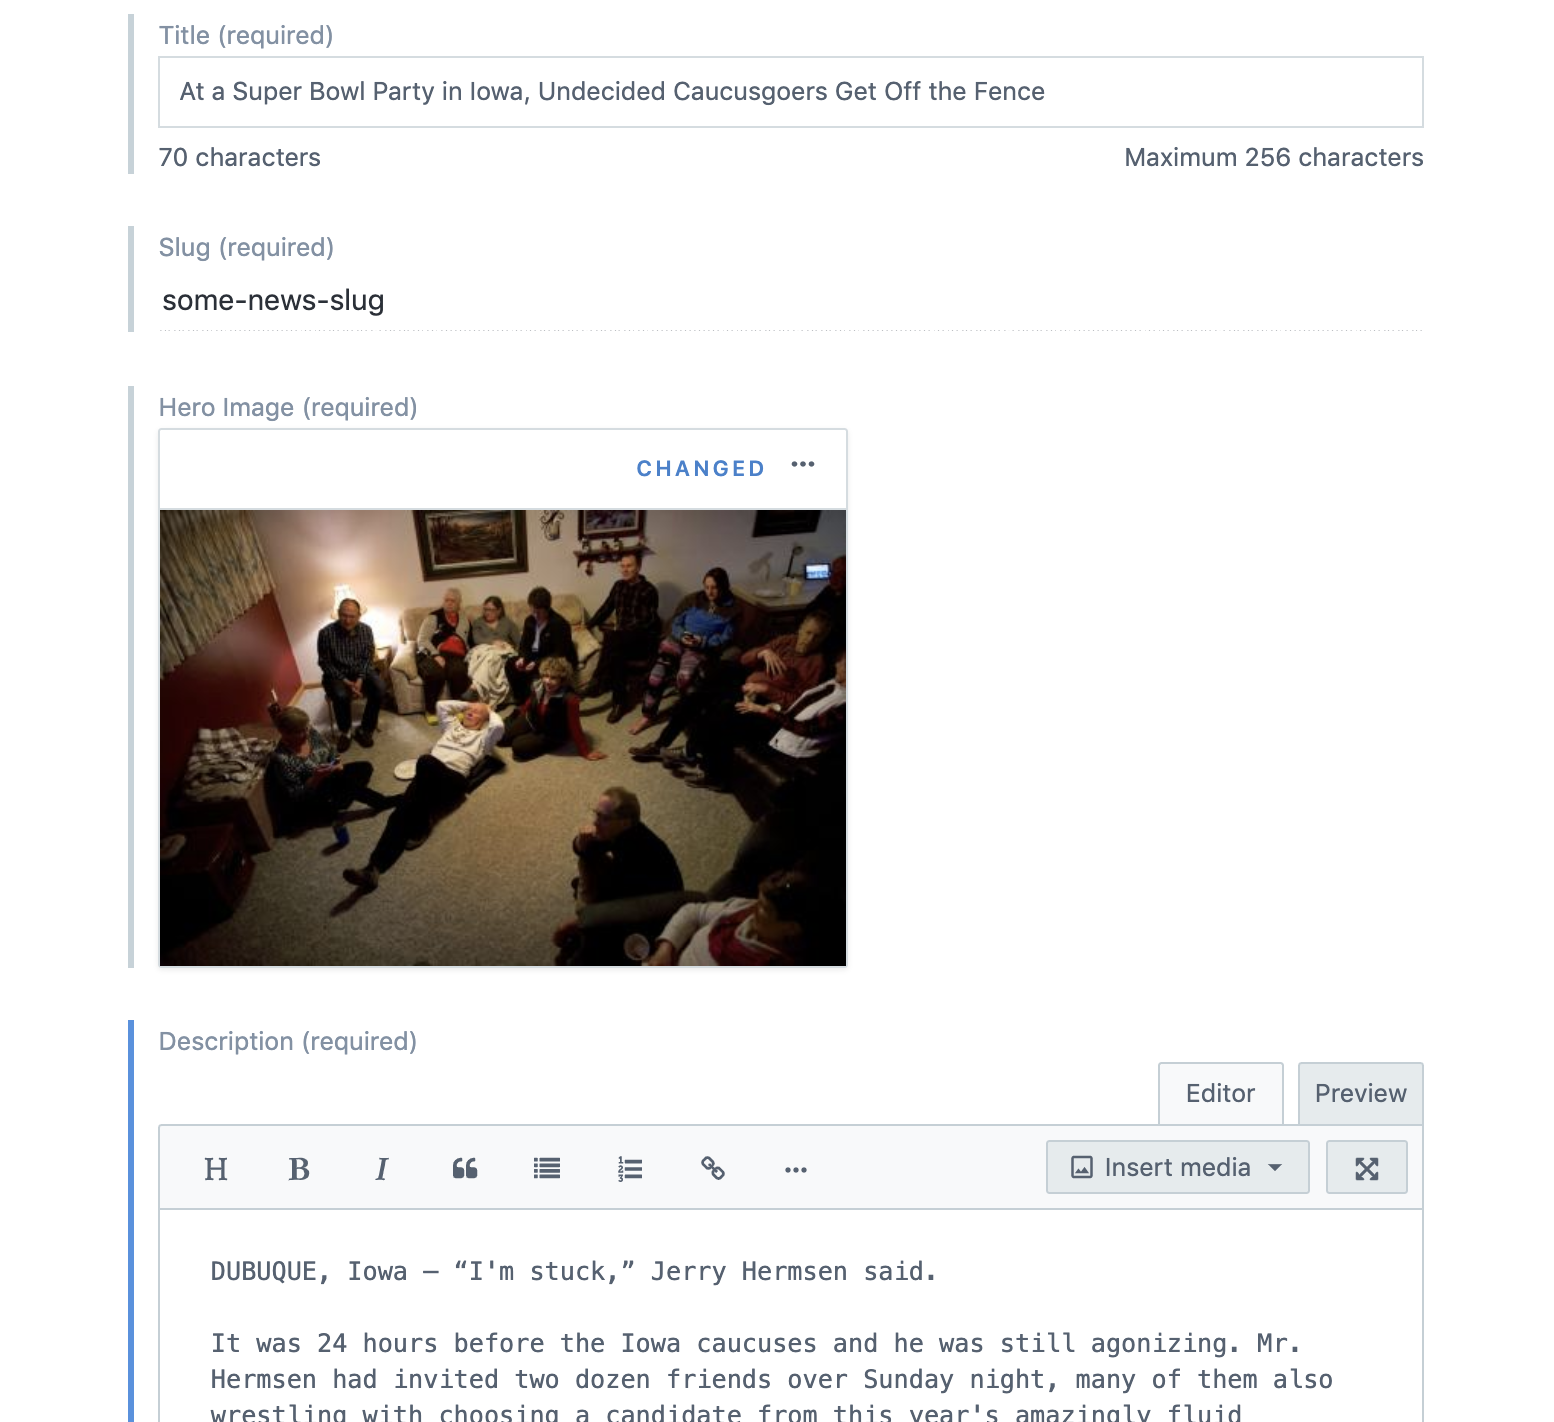 Title (required)
At a Super Bowl Party in Iowa, Undecided Caucusgoers Get Off the Fence
70 characters
Maximum 256 characters
Slug (required)
some-news-slug
Hero Image (required)
CHANGED
Description (required)
Editor
Preview
H B I
Insert media
DUBUQUE, Iowa — “I'm stuck,” Jerry Hermsen said.
It was 24 hours before the Iowa caucuses and he was still agonizing. Mr.
Hermsen had invited two dozen friends over Sunday night, many of them also
wrestling with choosing a candidate from this year's amazingly fluid